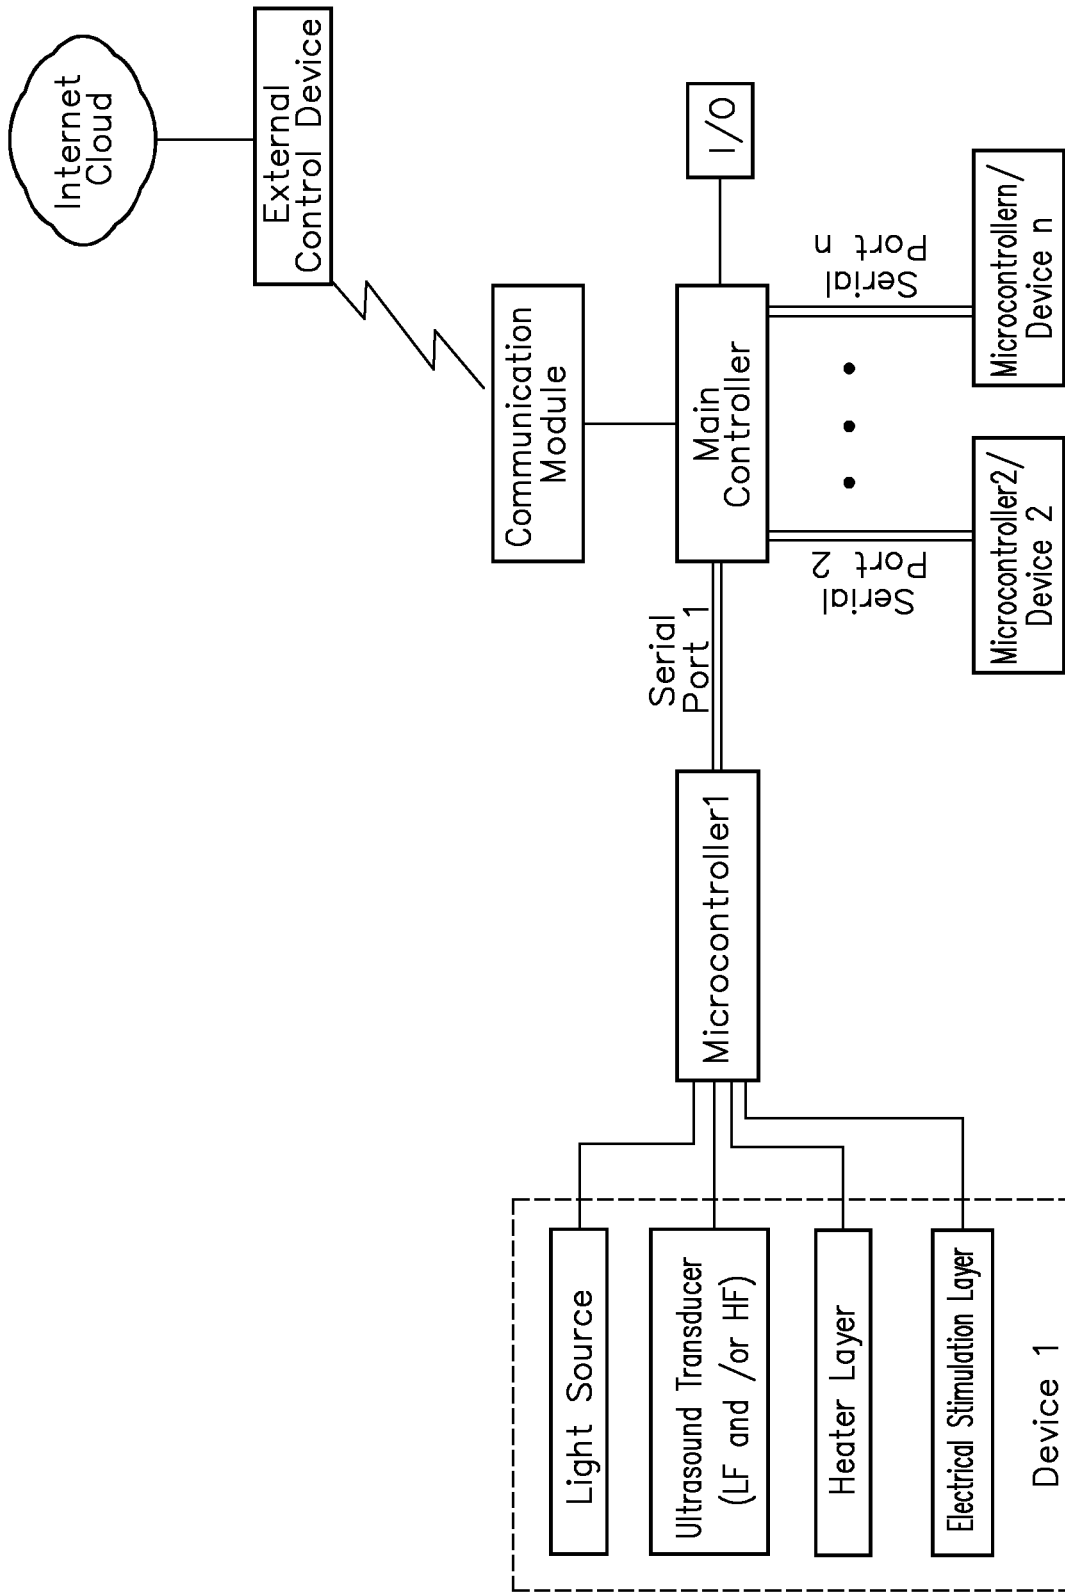 Internet
Cloud
External
Control Device
Communication
Module
I/O
Main
Controller
Serial
Port 1
Serial
Port 2
Serial
Port n
Microcontroller2/
Device 2
Microcontrollern/
Device n
Microcontroller1
Light Source
Ultrasound Transducer
(LF and /or HF)
Heater Layer
Electrical Stimulation Layer
Device 1